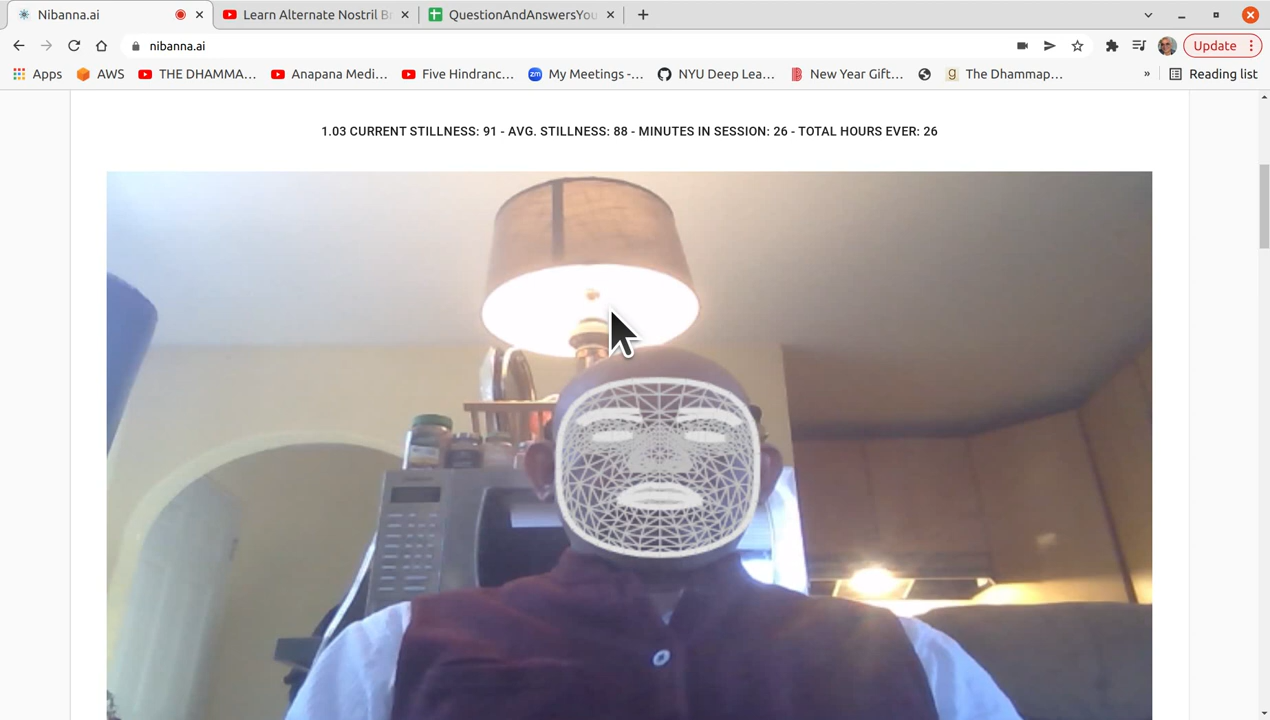 Nibanna.ai
Learn Alternate Nostril B
QuestionAndAnswersYou
nibanna.ai
Update
Apps
AWS
THE DHAMMA...
Anapana Medi...
Five Hindranc...
zm
My Meetings -...
NYU Deep Lea...
New Year Gift...
g
The Dhammap...
»
Reading list
1.03 CURRENT STILLNESS: 91 - AVG. STILLNESS: 88 - MINUTES IN SESSION: 26 - TOTAL HOURS EVER: 26